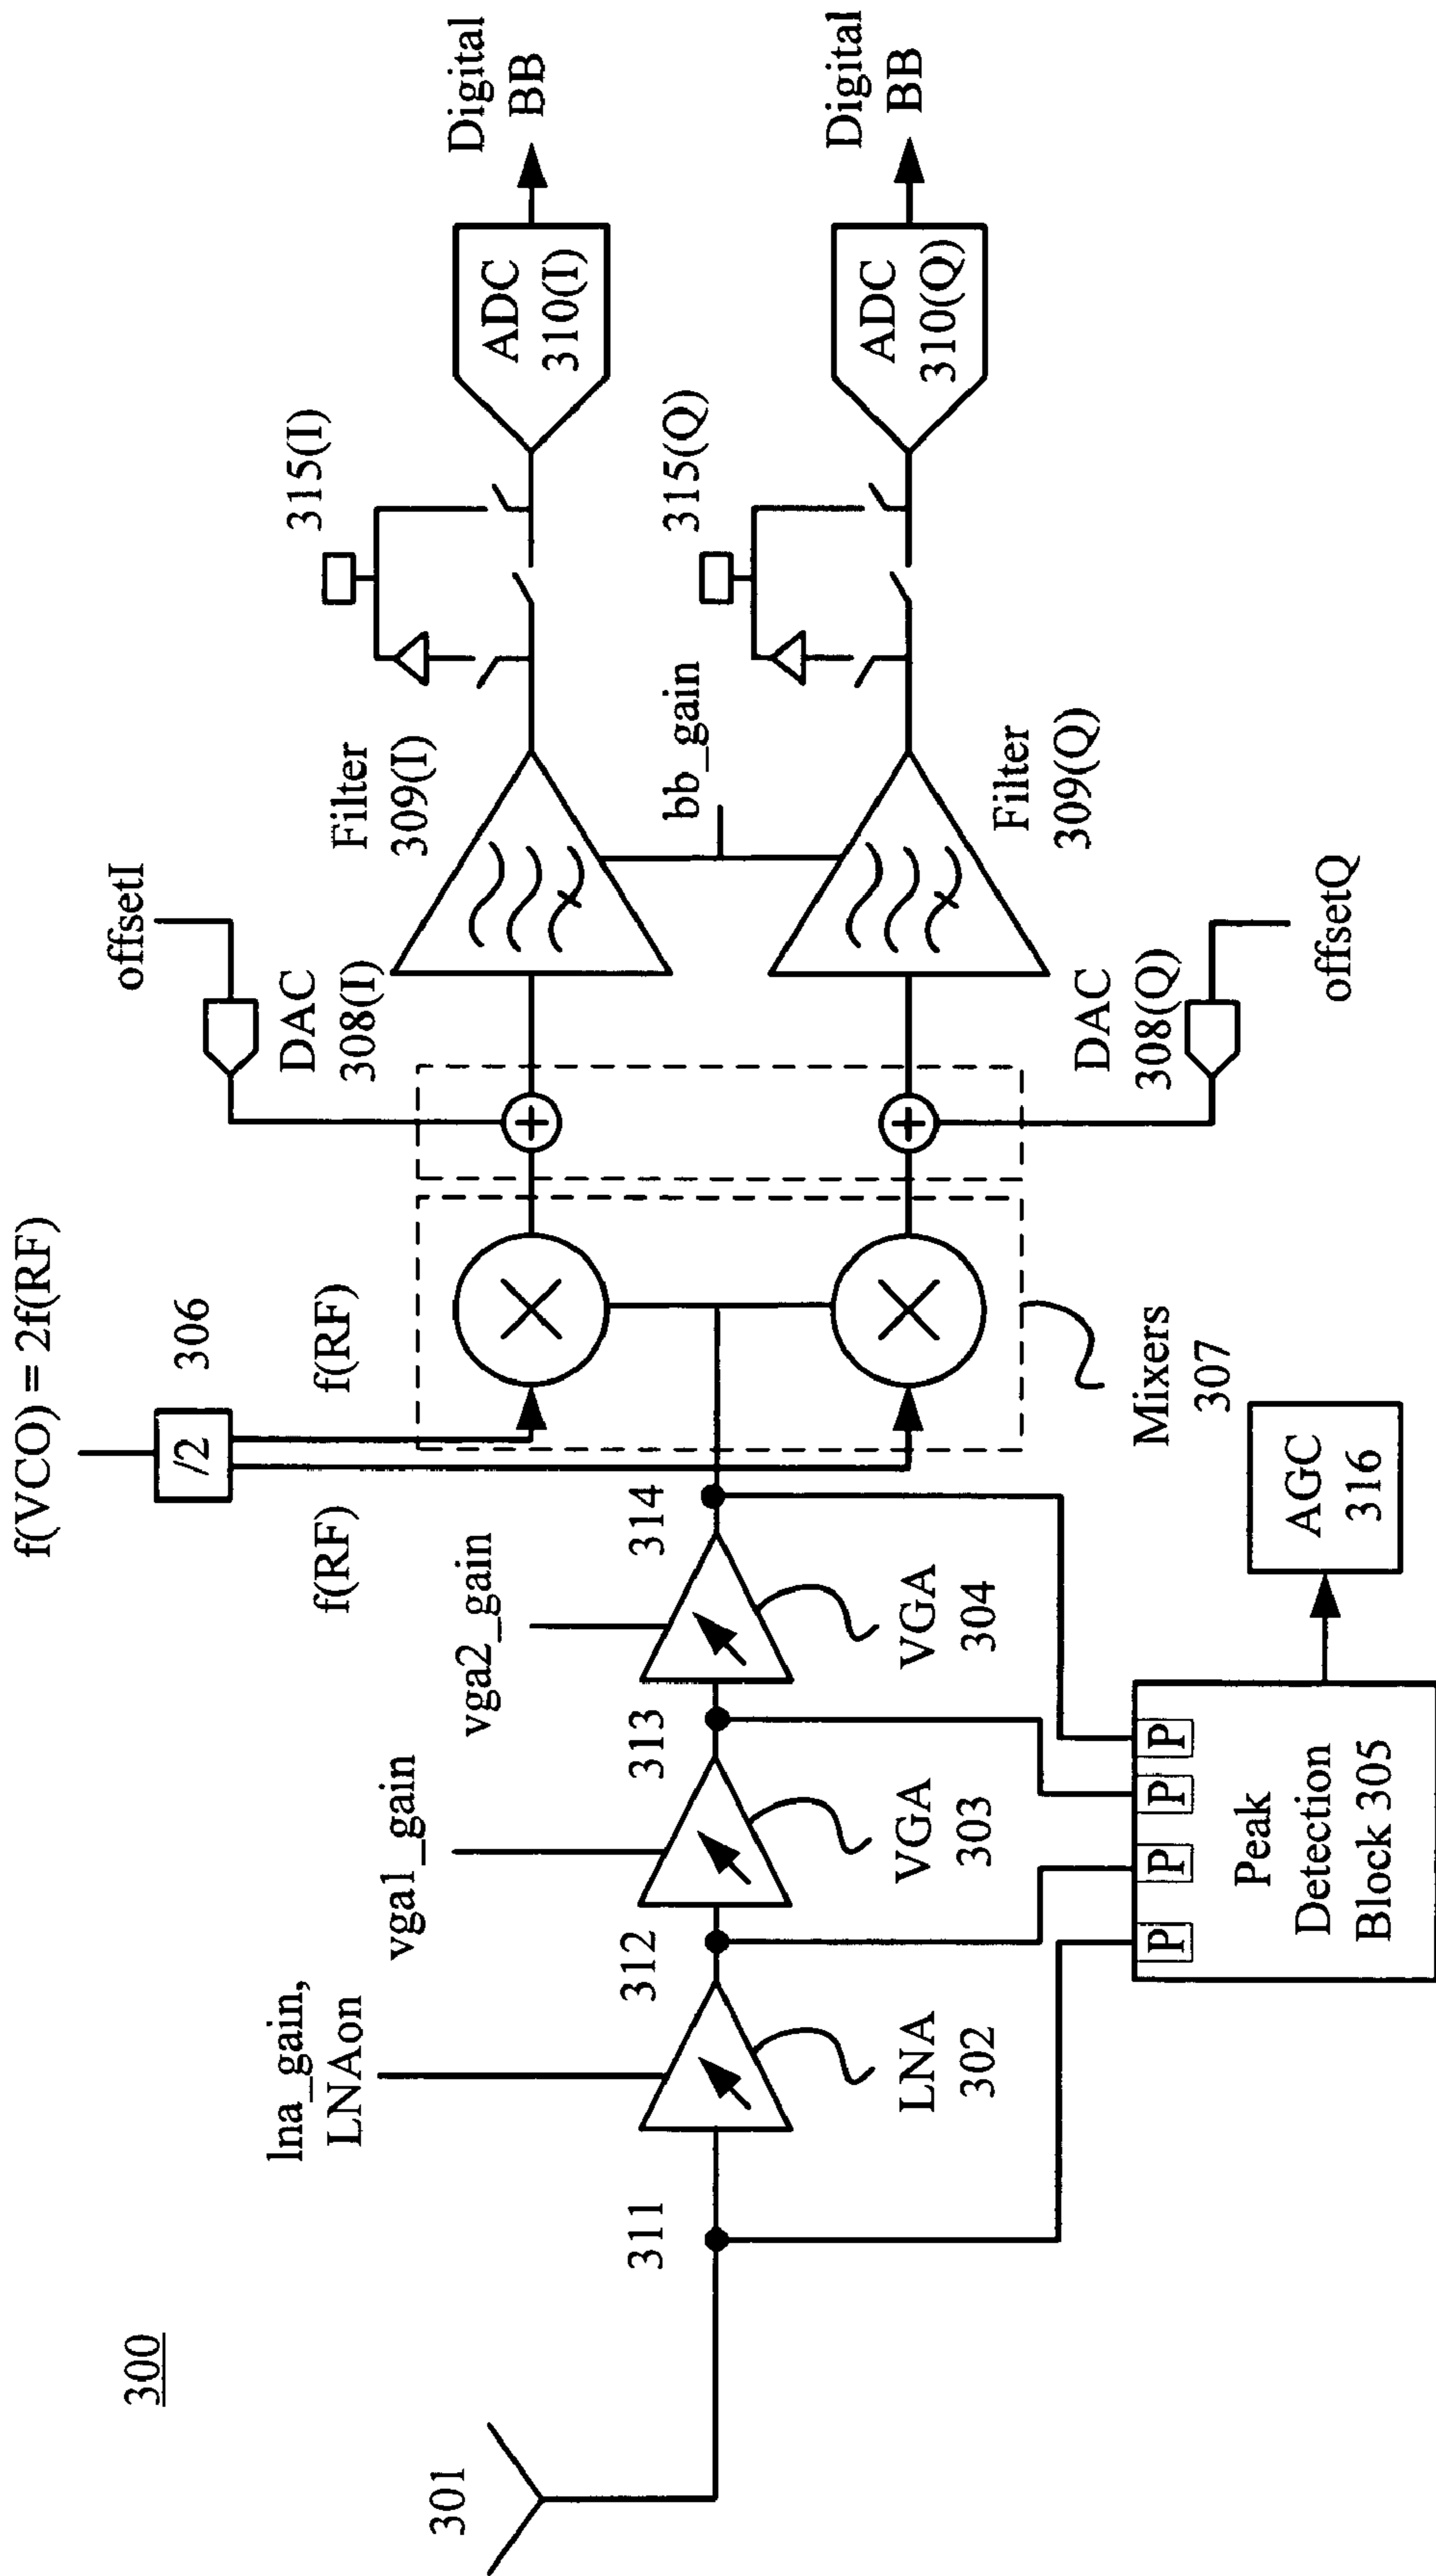 300
301
311
lna_gain,
LNAon
LNA
302
312
vga1_gain
VGA
303
313
vga2_gain
VGA
304
314
P
P
P
P
Peak
Detection
Block 305
AGC
316
f(VCO) = 2f(RF)
/2
306
f(RF)
f(RF)
Mixers
307
offsetI
DAC
308(I)
offsetQ
DAC
308(Q)
Filter
309(I)
bb_gain
Filter
309(Q)
315(I)
315(Q)
ADC
310(I)
ADC
310(Q)
Digital
BB
Digital
BB